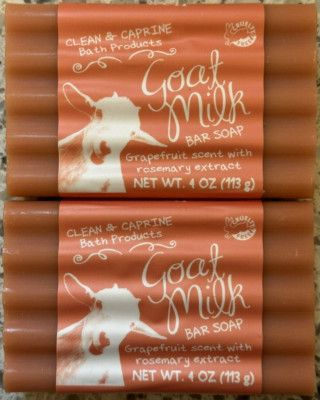 CLEAN & CAPRINE
Bath Products
Goat
Milk
BAR SOAP
Grapefruit scent with
rosemary extract
NET WT. 4 OZ (113 g)
CLEAN & CAPRINE
Bath Products
Goat
Milk
BAR SOAP
Grapefruit scent with
rosemary extract
NET WT. 4 OZ (113 g)